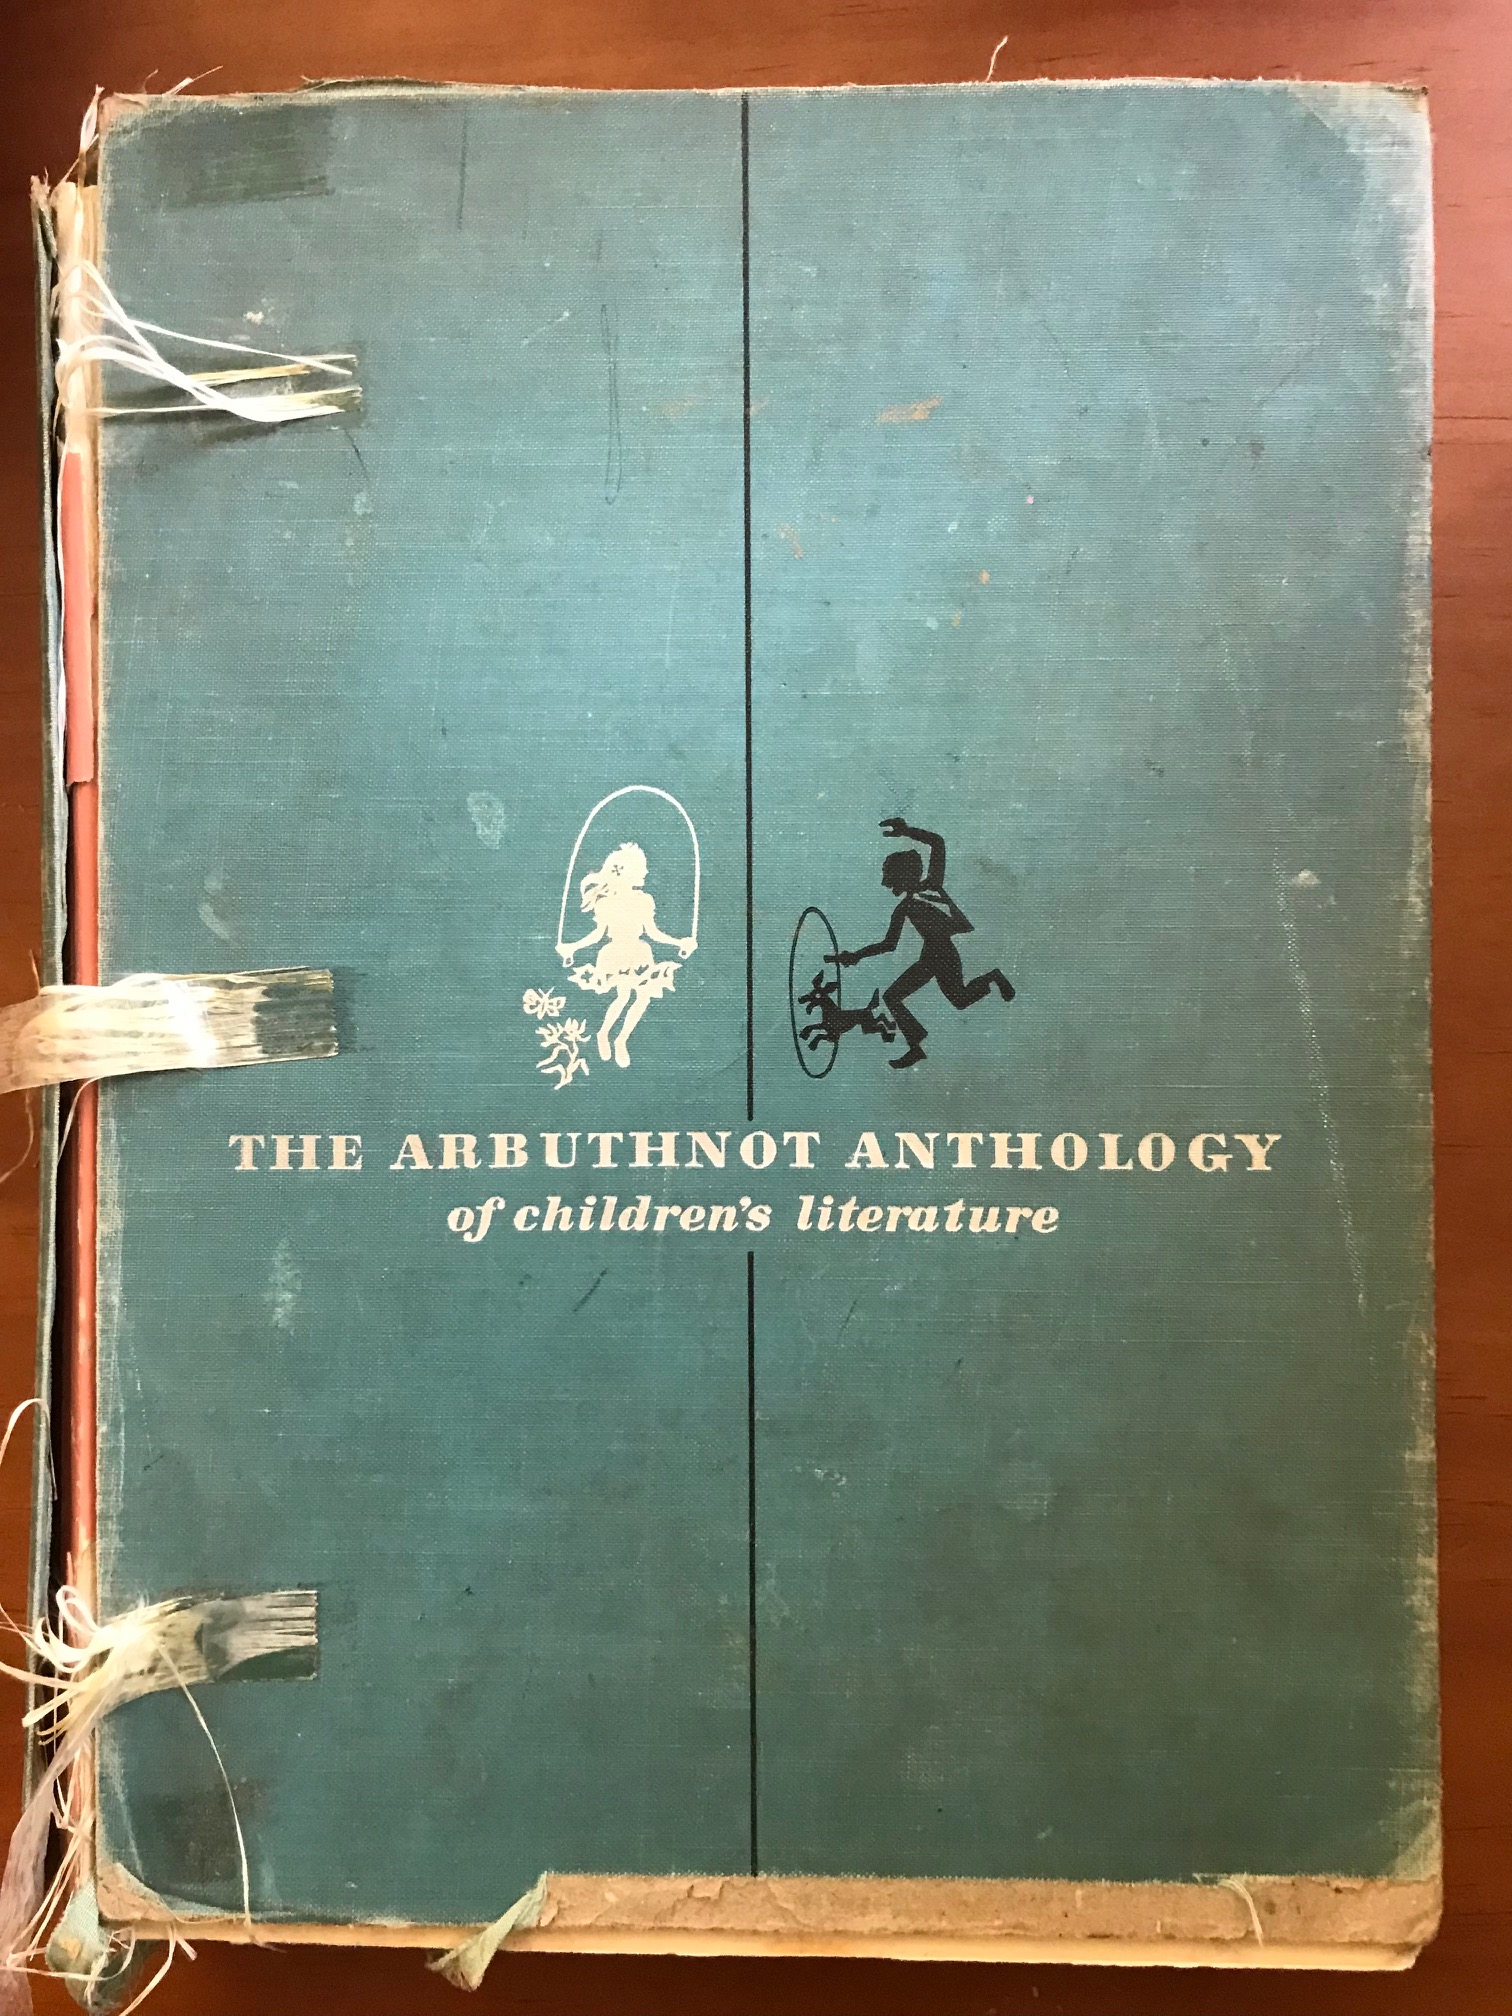 THE ARBUTHNOT ANTHOLOGY
of children's literature